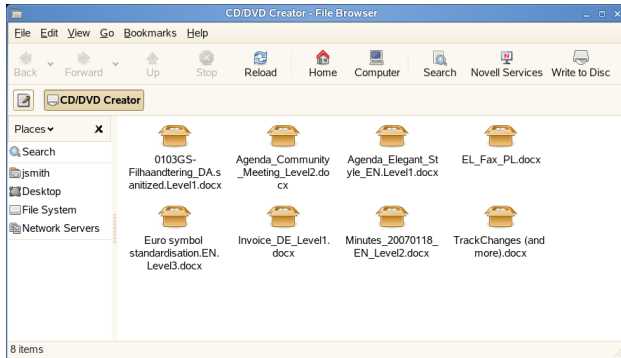 CD/DVD Creator - File Browser
File Edit View Go Bookmarks Help
Back Forward Up Stop Reload Home Computer Search Novell Services Write to Disc
CD/DVD Creator
Places
Search
jsmith
Desktop
File System
Network Servers
0103GS-
Filhaandtering_DA.s
anitized.Level1.docx
Agenda_Community
_Meeting_Level2.do
cx
Agenda_Elegant_St
yle_EN.Level1.docx
EL_Fax_PL.docx
Euro symbol
standardisation.EN.
Level3.docx
Invoice_DE_Level1.
docx
Minutes_20070118_
EN_Level2.docx
TrackChanges (and
more).docx
8 items